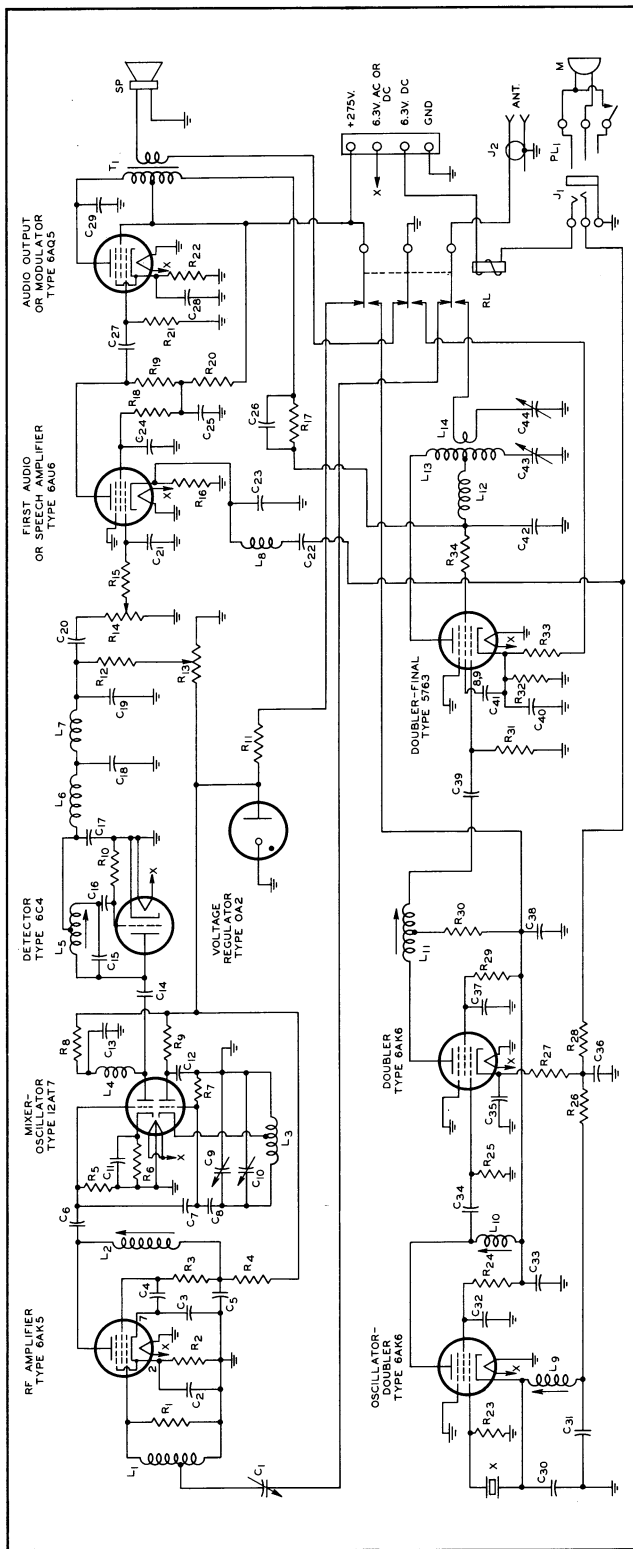 RF AMPLIFIER
TYPE 6AK5
MIXER-
OSCILLATOR
TYPE 12AT7
DETECTOR
TYPE 6C4
FIRST AUDIO
OR SPEECH AMPLIFIER
TYPE 6AU6
AUDIO OUTPUT
OR MODULATOR
TYPE 6AQ5
L1
C1
R1
C2
R2
2
7
X
C3
C4
R3
C5
R4
L2
C6
R5
C11
R6
X
C7
C8
C9
C10
L3
R7
C12
R9
L4
C13
R8
C14
L5
C15
C16
R10
C17
X
L6
C18
L7
C19
R12
R13
C20
R14
R15
C21
X
R16
L8
C22
C23
C24
R18
R19
C25
R20
C27
R21
C28
R22
X
C29
T1
SP
C26
R17
VOLTAGE
REGULATOR
TYPE OA2
R11
+275V.
6.3V. AC OR
DC
6.3V. DC
GND
X
RL
J2
ANT.
J1
PL1
M
OSCILLATOR-
DOUBLER
TYPE 6AK6
DOUBLER
TYPE 6AK6
DOUBLER-FINAL
TYPE 5763
X
R23
C30
C31
L9
X
C32
R24
C33
L10
C34
R25
C35
X
R26
C36
R27
R28
C37
R29
L11
R30
C38
C39
R31
C40
C41
8,9
R32
R33
X
R34
C42
L12
L13
L14
C43
C44